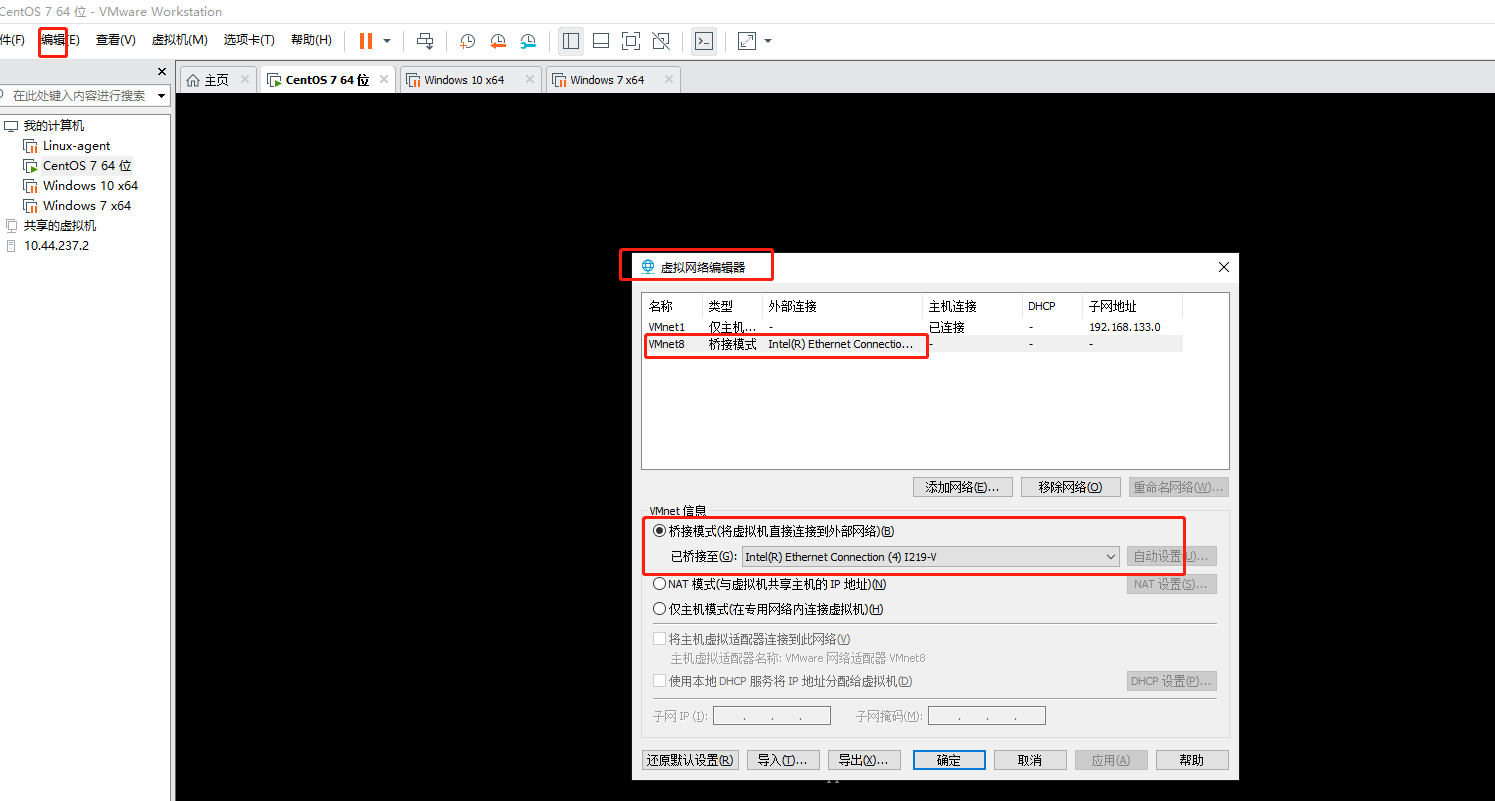 CentOS 7 64 位 - VMware Workstation
件(F) 编辑(E) 查看(V) 虚拟机(M) 选项卡(T) 帮助(H)
主页 CentOS 7 64 位 Windows 10 x64 Windows 7 x64
在此处键入内容进行搜索
我的计算机
Linux-agent
CentOS 7 64 位
Windows 10 x64
Windows 7 x64
共享的虚拟机
10.44.237.2
虚拟网络编辑器
名称 类型 外部连接 主机连接 DHCP 子网地址
VMnet1 仅主机... - 已连接 - 192.168.133.0
VMnet8 桥接模式 Intel(R) Ethernet Connectio... - - -
添加网络(E)... 移除网络(O) 重命名网络(W)...
VMnet 信息
桥接模式(将虚拟机直接连接到外部网络)(B)
已桥接至(G): Intel(R) Ethernet Connection (4) I219-V 自动设置(U)...
NAT 模式(与虚拟机共享主机的 IP 地址)(N) NAT 设置(S)...
仅主机模式(在专用网络内连接虚拟机)(H)
将主机虚拟适配器连接到此网络(V)
主机虚拟适配器名称: VMware 网络适配器 VMnet8
使用本地 DHCP 服务将 IP 地址分配给虚拟机(D) DHCP 设置(P)...
子网 IP (I): . . . 子网掩码(M): . . .
还原默认设置(R) 导入(T)... 导出(X)... 确定 取消 应用(A) 帮助